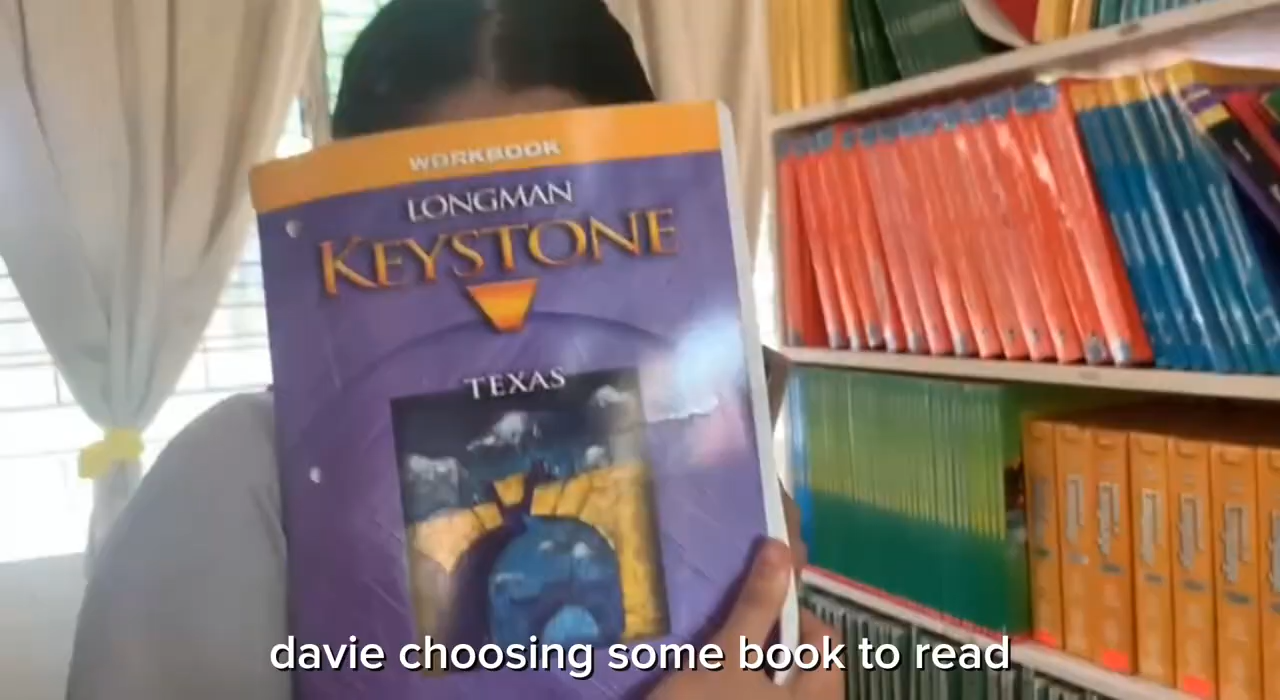 WORKBOOK
LONGMAN
KEYSTONE
TEXAS
davie choosing some book to read